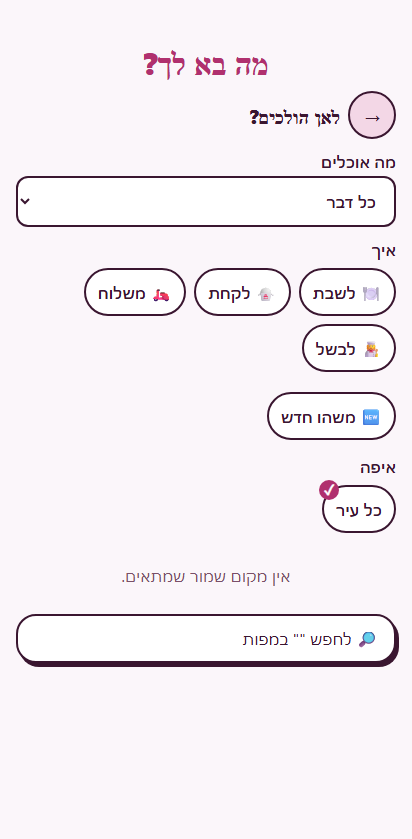 מה בא לך?
→ לאן הולכים?
מה אוכלים
כל דבר
איך
🍽️ לשבת 🥡 לקחת 🛵 משלוח
לבשל
🆕 משהו חדש
איפה
כל עיר
אין מקום שמור שמתאים.
🔎 לחפש "" במפות